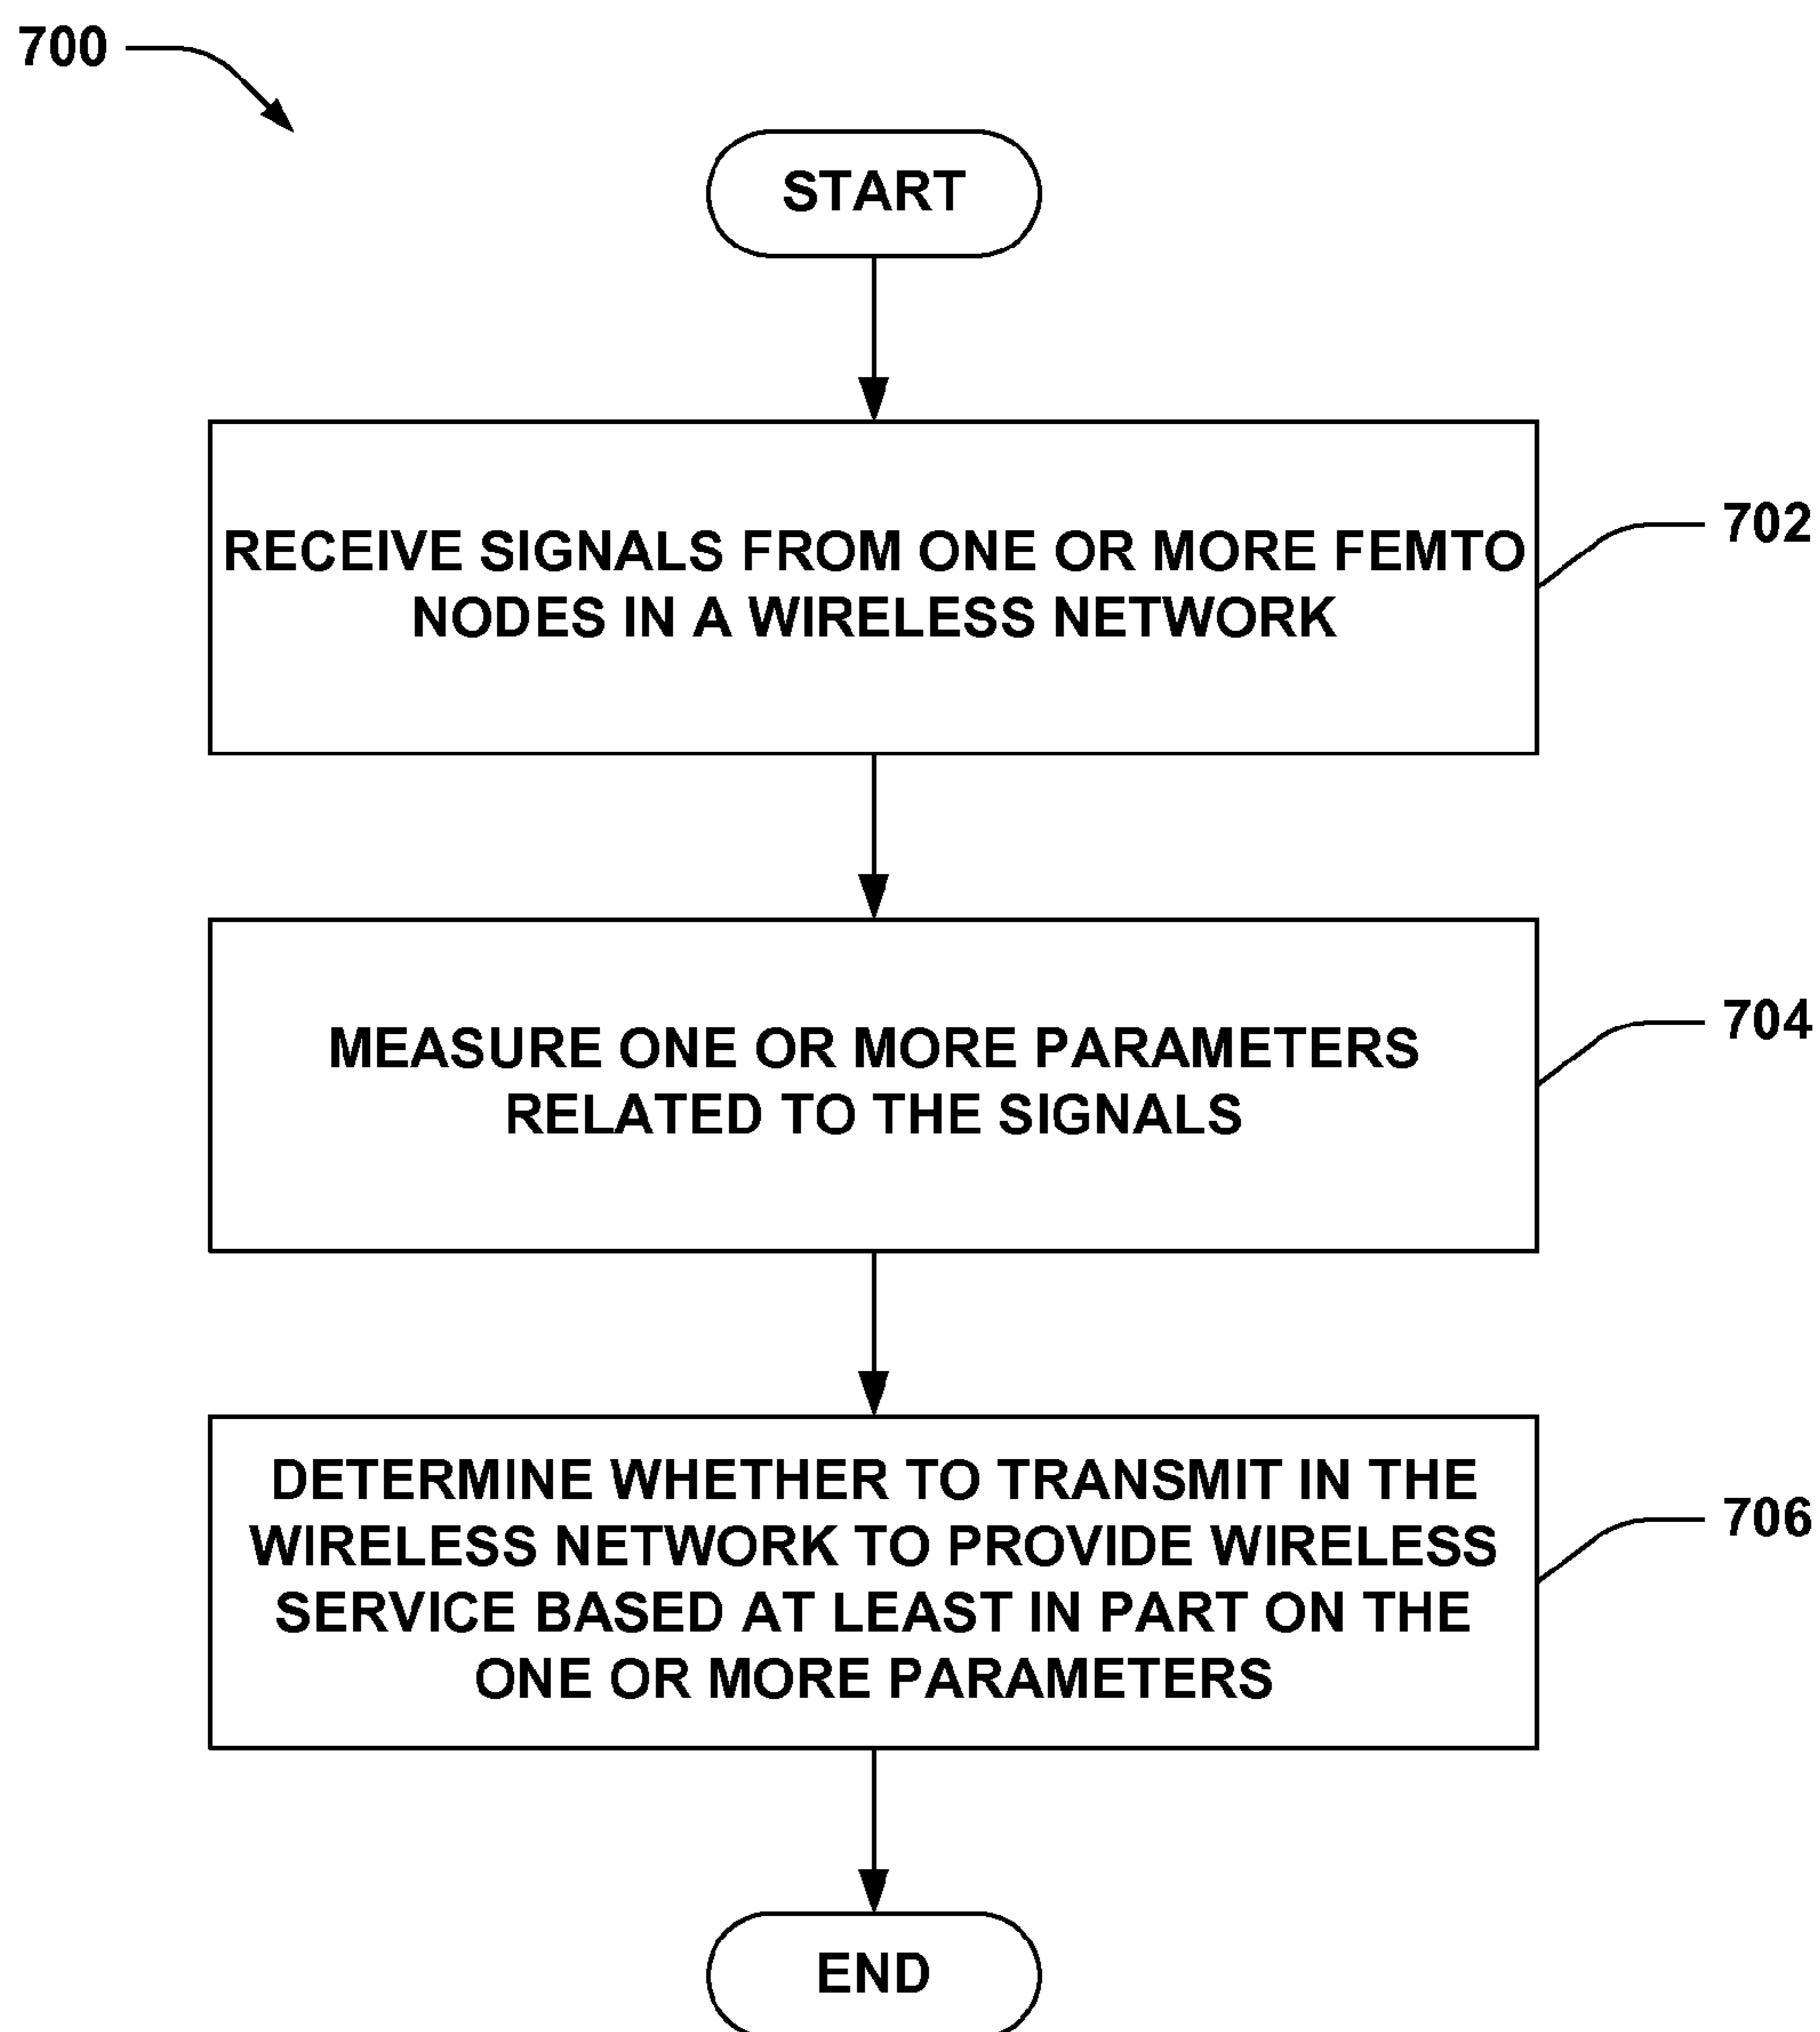 700
START
RECEIVE SIGNALS FROM ONE OR MORE FEMTO
NODES IN A WIRELESS NETWORK
702
MEASURE ONE OR MORE PARAMETERS
RELATED TO THE SIGNALS
704
DETERMINE WHETHER TO TRANSMIT IN THE
WIRELESS NETWORK TO PROVIDE WIRELESS
SERVICE BASED AT LEAST IN PART ON THE
ONE OR MORE PARAMETERS
706
END